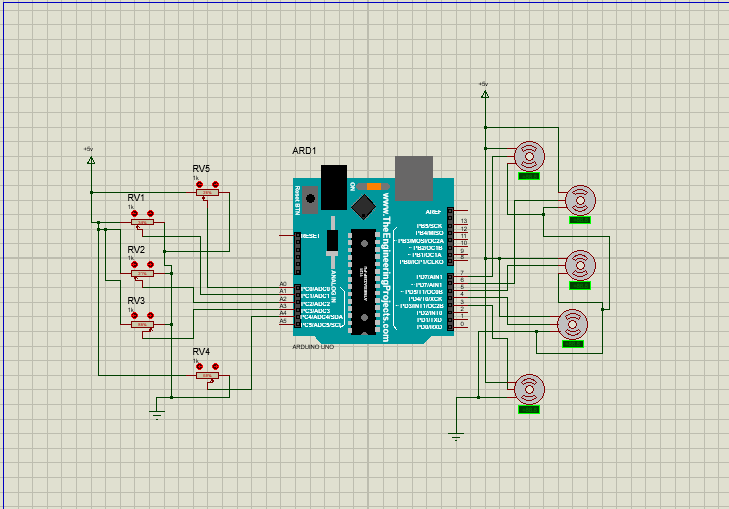 +5v
+5v
ARD1
RV5
1k
RV1
1k
RV2
1k
RV3
1k
RV4
1k
Reset BTN
ON
www.TheEngineeringProjects.com
RESET
ANALOG IN
AREF
13
PB5/SCK
12
PB4/MISO
11
~ PB3/MOSI/OC2A
10
~ PB2/OC1B
9
~ PB1/OC1A
8
PB0/ICP1/CLKO
7
PD7/AIN1
6
~ PD6/AIN0
5
4
PD4/T0/XCK
3
~ PD3/INT1/OC2B
2
PD2/INT0
1
PD1/TXD
0
PD0/RXD
A0
PC0/ADC0
A1
PC1/ADC1
A2
PC2/ADC2
A3
PC3/ADC3
A4
PC4/ADC4/SDA
A5
PC5/ADC5/SCL
ARDUINO UNO